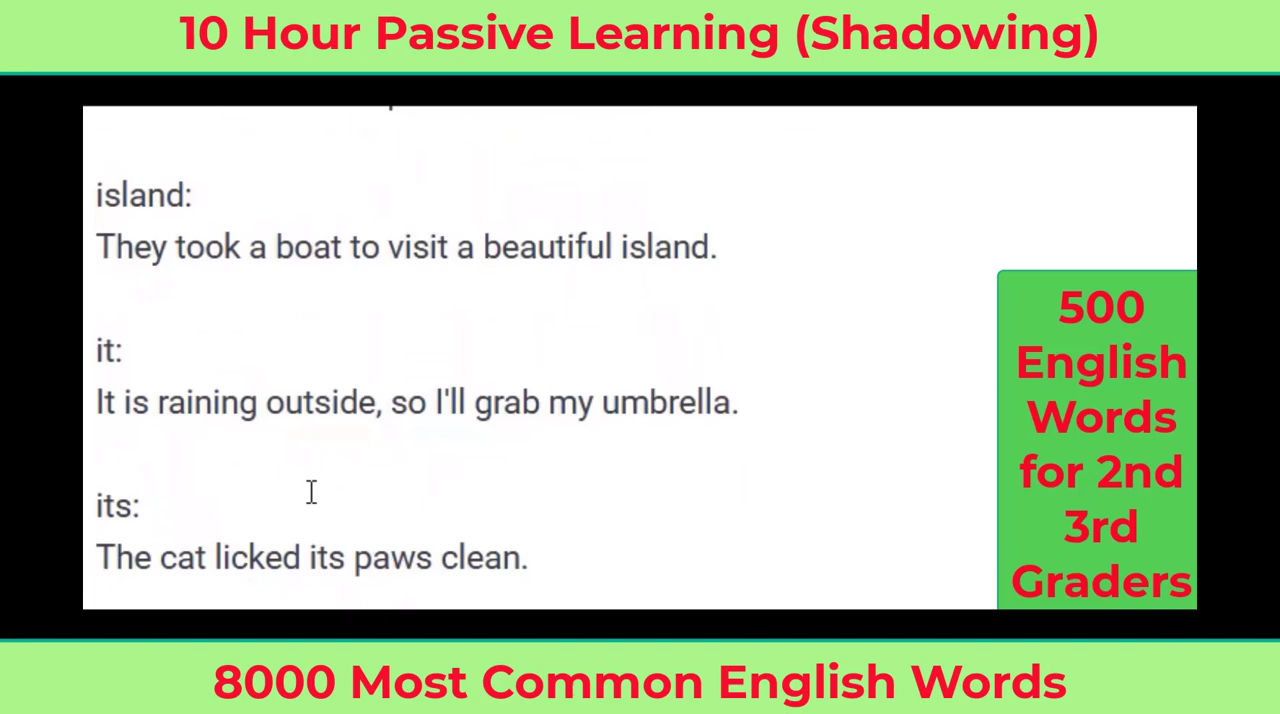 10 Hour Passive Learning (Shadowing)
island:
They took a boat to visit a beautiful island.
it:
It is raining outside, so I'll grab my umbrella.
its:
The cat licked its paws clean.
500
English
Words
for 2nd
3rd
Graders
8000 Most Common English Words